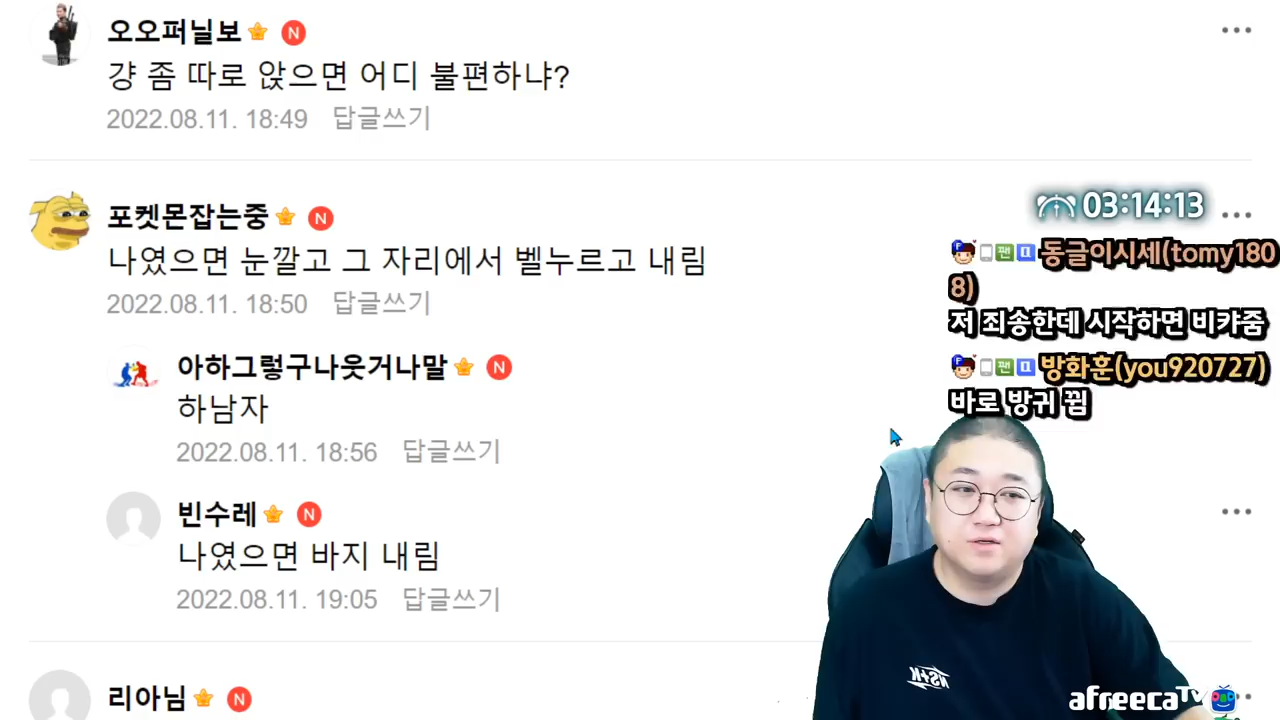 오오퍼닐보 N
걍 좀 따로 앉으면 어디 불편하냐?
2022.08.11. 18:49 답글쓰기
포켓몬잡는중 N
나였으면 눈깔고 그 자리에서 벨누르고 내림
2022.08.11. 18:50 답글쓰기
아하그렇구나웃거나말 N
하남자
2022.08.11. 18:56 답글쓰기
빈수레 N
나였으면 바지 내림
2022.08.11. 19:05 답글쓰기
리아님 N
03:14:13
F 팬 동글이시세(tomy180
8)
저 죄송한데 시작하면 비캬줌
F 팬 방화훈(you920727)
바로 방귀 뀜
afreecaTV